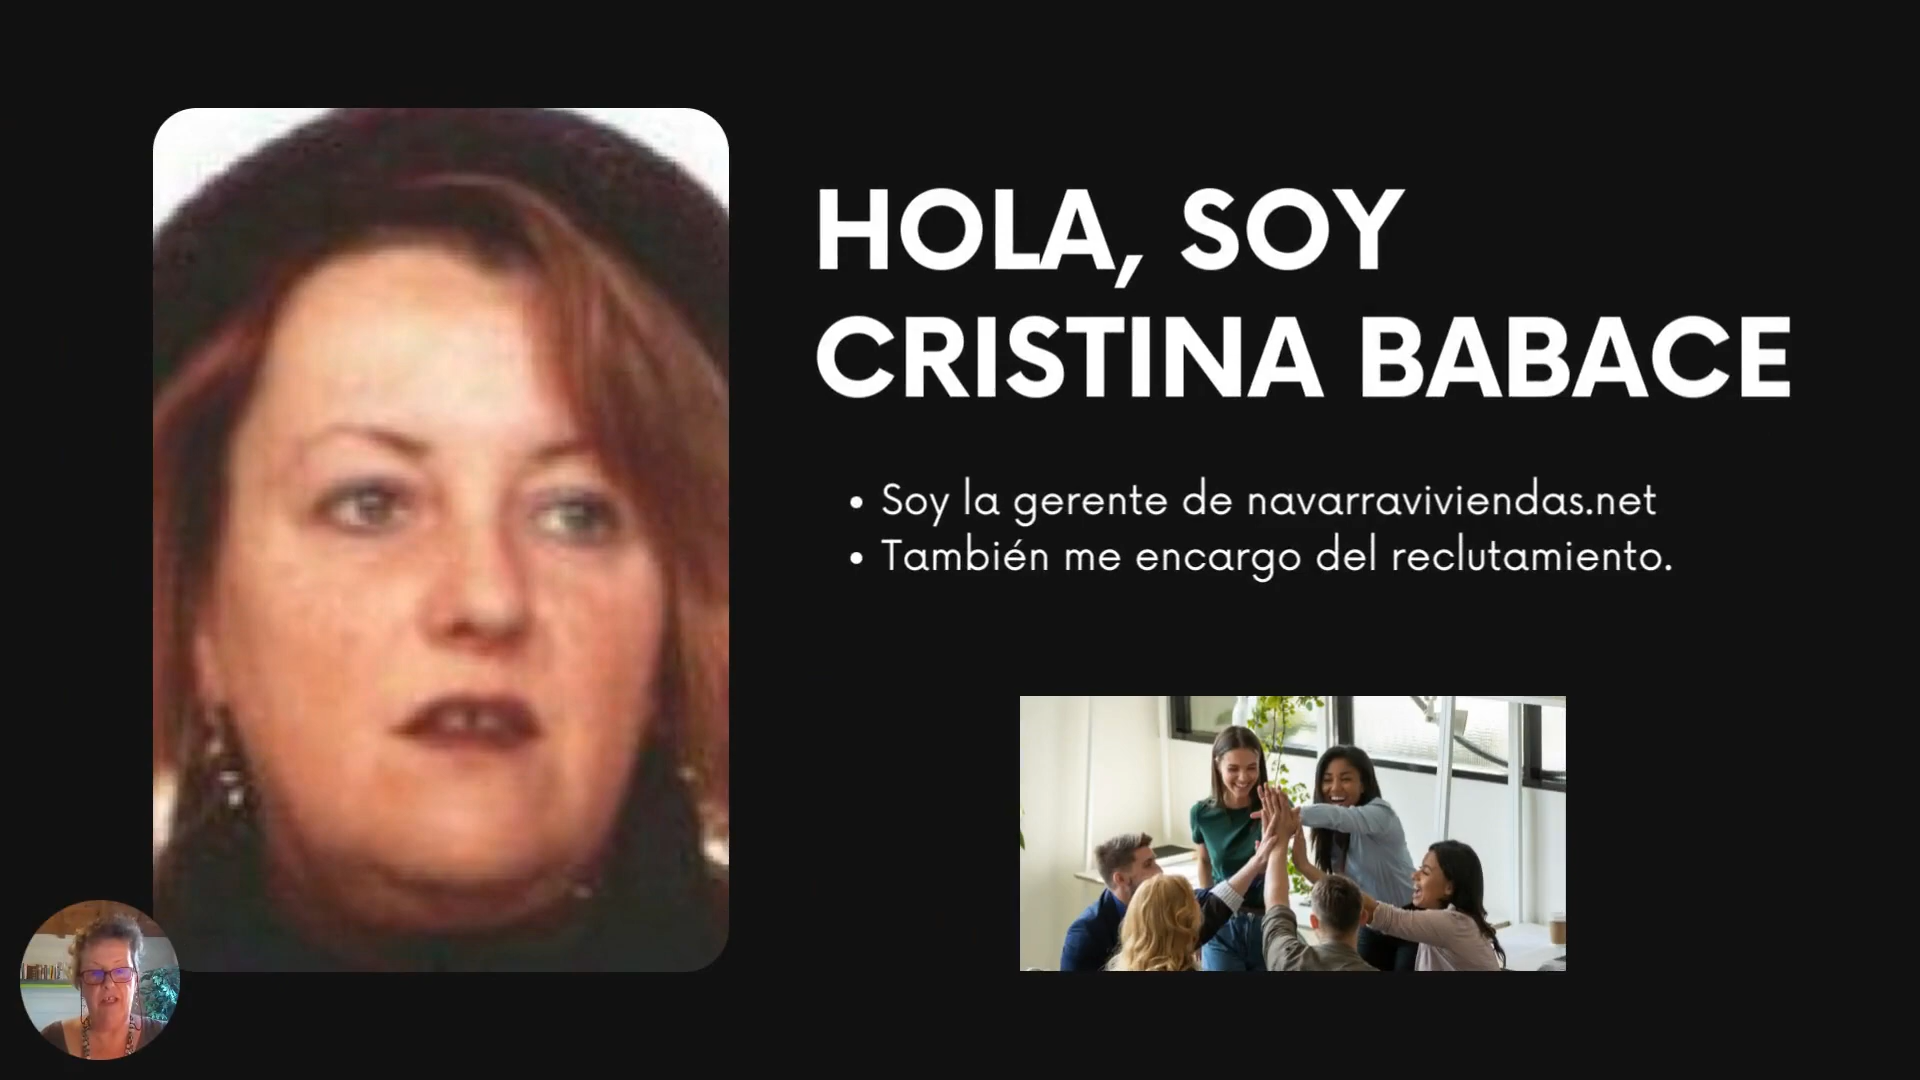 HOLA, SOY
CRISTINA BABACE
• Soy la gerente de navarraviviendas.net
• También me encargo del reclutamiento.